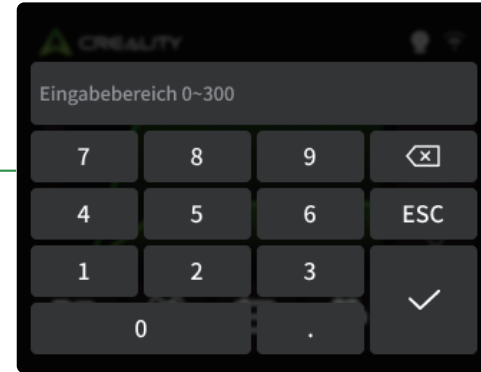 CREALITY
Eingabebereich 0~300
7 8 9
4 5 6 ESC
1 2 3
0 .